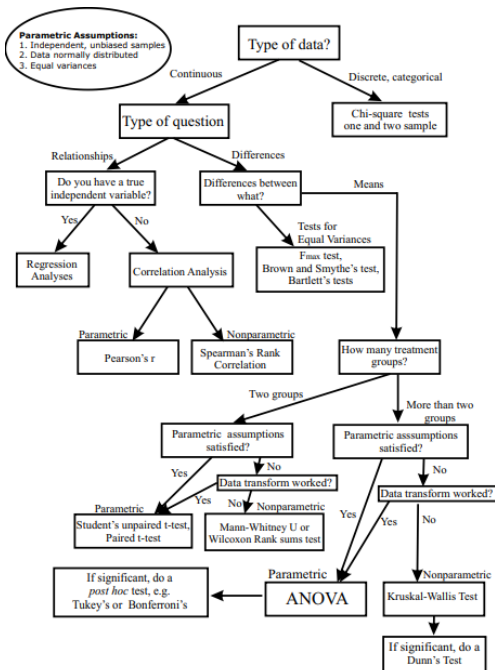 Parametric Assumptions:
1. Independent, unbiased samples
2. Data normally distributed
3. Equal variances
Type of data?
Continuous
Discrete, categorical
Type of question
Chi-square tests
one and two sample
Relationships
Differences
Do you have a true
independent variable?
Differences between
what?
Means
Yes
No
Tests for
Equal Variances
Regression
Analyses
Correlation Analysis
Fmax test,
Brown and Smythe's test,
Bartlett's tests
Parametric
Nonparametric
Pearson's r
Spearman's Rank
Correlation
How many treatment
groups?
Two groups
More than two
groups
Parametric assumptions
satisfied?
Parametric asssumptions
satisfied?
Yes
No
No
Data transform worked?
Data transform worked?
Parametric
Yes
No
Nonparametric
Yes
Yes
No
Student's unpaired t-test,
Paired t-test
Mann-Whitney U or
Wilcoxon Rank sums test
If significant, do a
post hoc test, e.g.
Tukey's or Bonferroni's
Parametric
ANOVA
Nonparametric
Kruskal-Wallis Test
If significant, do a
Dunn's Test